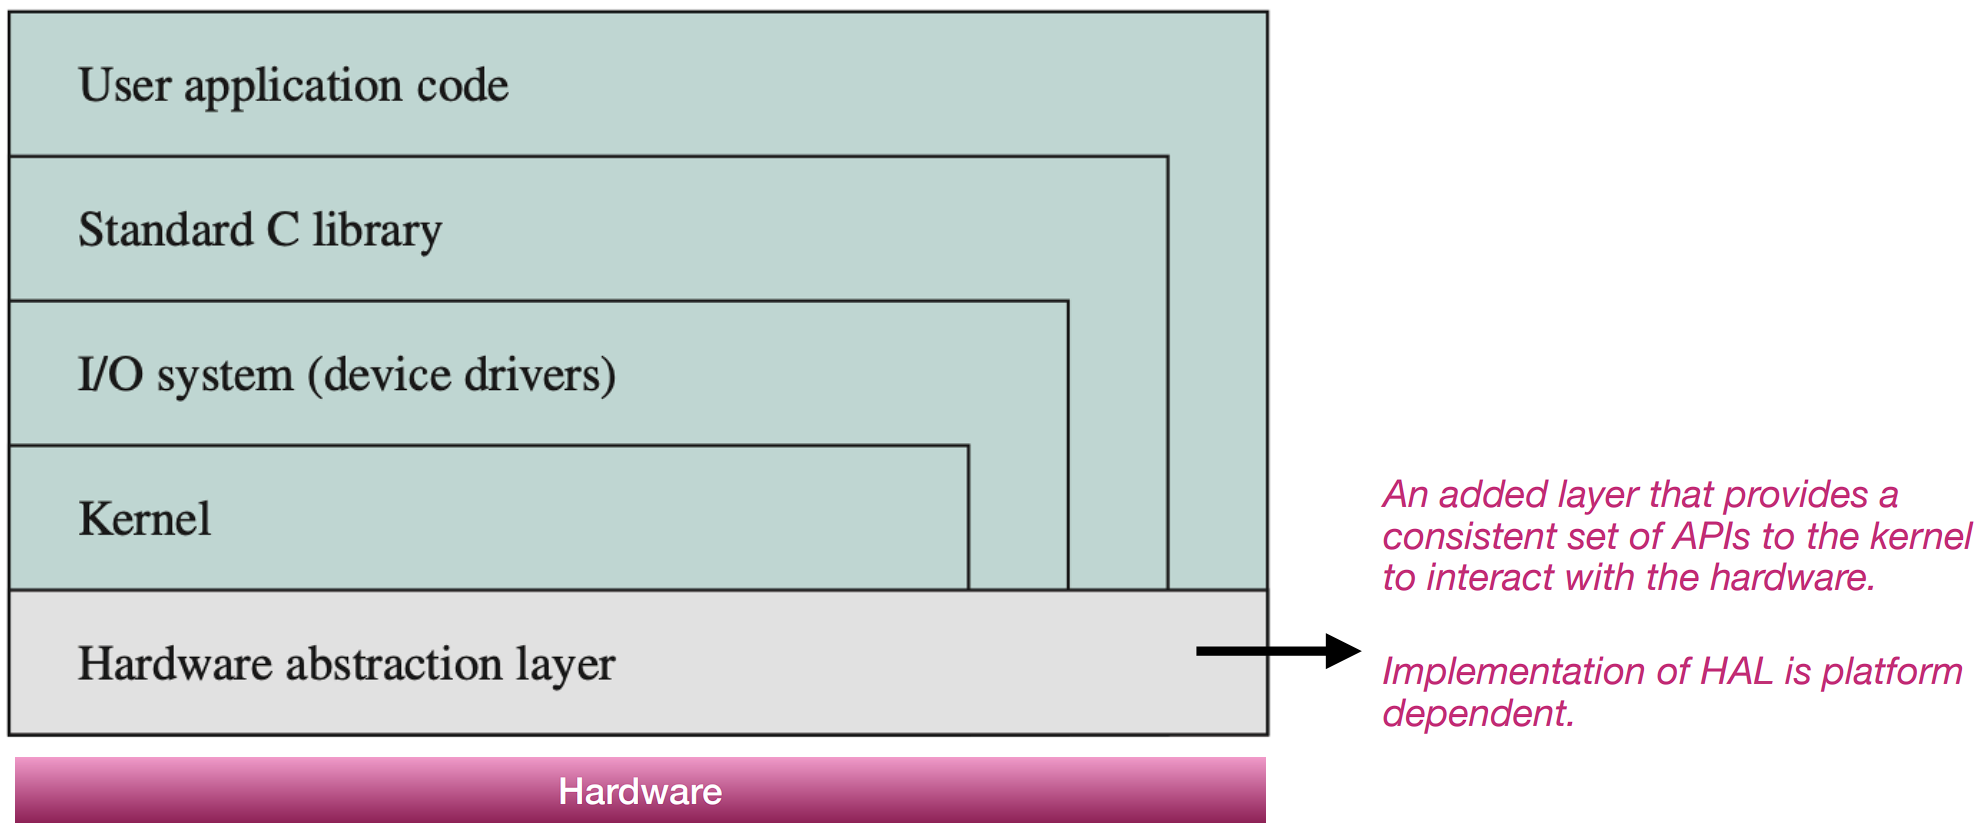 User application code
Standard C library
I/O system (device drivers)
Kernel
Hardware abstraction layer
Hardware
An added layer that provides a
consistent set of APIs to the kernel
to interact with the hardware.
Implementation of HAL is platform
dependent.